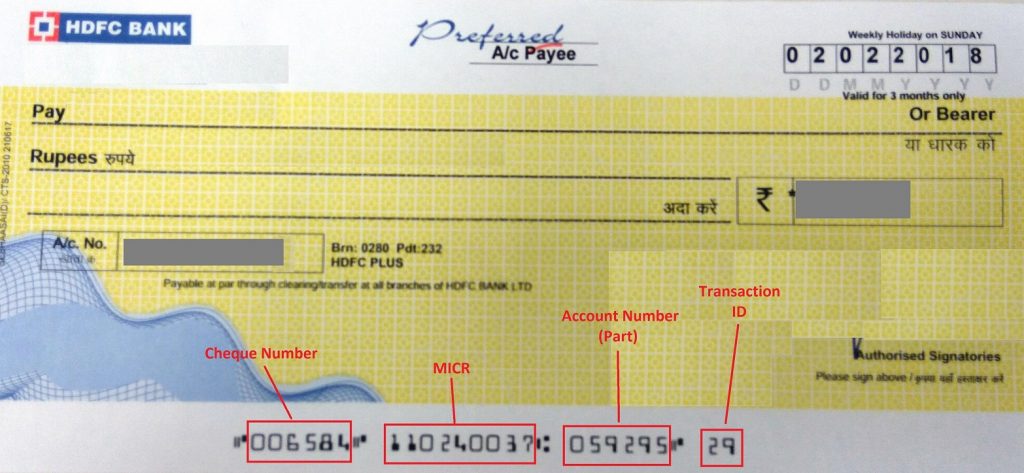 HDFC BANK
Preferred
A/c Payee
Weekly Holiday on SUNDAY
0 2 0 2 2 0 1 8
D D M M Y Y Y Y
Valid for 3 months only
Pay Or Bearer
या धारक को
Rupees रुपये
अदा करें ₹ *
A/c. No.
Brn: 0280 Pdt:232
HDFC PLUS
Payable at par through clearing/transfer at all branches of HDFC BANK LTD
CTS-2010 210617
Transaction
ID
Account Number
(Part)
Cheque Number
MICR
Authorised Signatories
Please sign above / कृपया यहाँ हस्ताक्षर करें
⑈006584⑈ 110240037⑆ 059295⑈ 29